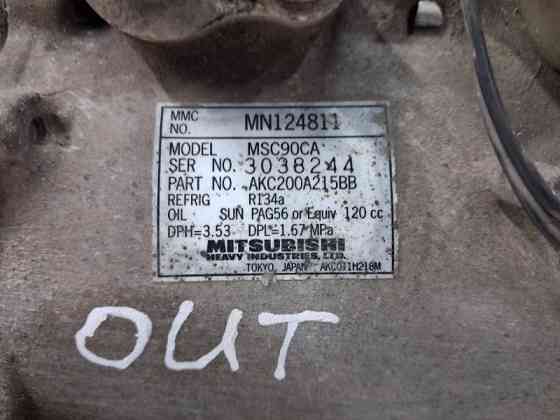 MMC
NO. MN124811
MODEL MSC90CA
SER NO. 3038244
PART NO. AKC200A215BB
REFRIG R134a
OIL SUN PAG56 or Equiv 120 cc
DPH=3.53 DPL=1.67 MPa
MITSUBISHI
HEAVY INDUSTRIES, LTD.
TOKYO, JAPAN AKC011H218M
OUT